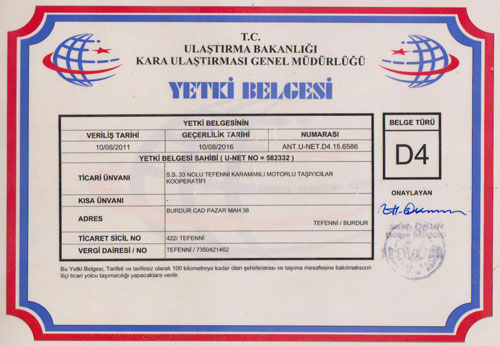 T.C.
ULAŞTIRMA BAKANLIĞI
KARA ULAŞTIRMASI GENEL MÜDÜRLÜĞÜ
YETKİ BELGESİ
YETKİ BELGESİNİN
VERİLİŞ TARİHİ GEÇERLİLİK TARİHİ NUMARASI
10/08/2011 10/08/2016 ANT.U-NET.D4.15.6586
YETKİ BELGESİ SAHİBİ ( U-NET NO = 582332 )
TİCARİ ÜNVANI S.S. 33 NOLU TEFENNİ KARAMANLI MOTORLU TAŞIYICILAR
KOOPERATİFİ
KISA ÜNVANI -
ADRES BURDUR CAD PAZAR MAH 36
TEFENNİ / BURDUR
TİCARET SİCİL NO 422/ TEFENNİ
VERGİ DAİRESİ / NO TEFENNİ / 7350421462
BELGE TÜRÜ
D4
ONAYLAYAN
Belge Müdürü
Bu Yetki Belgesi; Tarifeli ve tarifesiz olarak 100 kilometreye kadar olan şehirlerarası ve taşıma mesafesine bakılmaksızın
iliçi ticari yolcu taşımacılığı yapacaklara verilir.